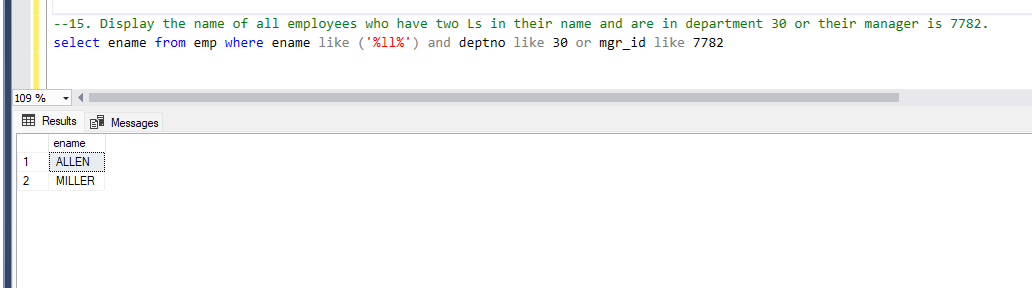 --15. Display the name of all employees who have two Ls in their name and are in department 30 or their manager is 7782.
select ename from emp where ename like ('%ll%') and deptno like 30 or mgr_id like 7782
109 %
Results Messages
ename
1 ALLEN
2 MILLER